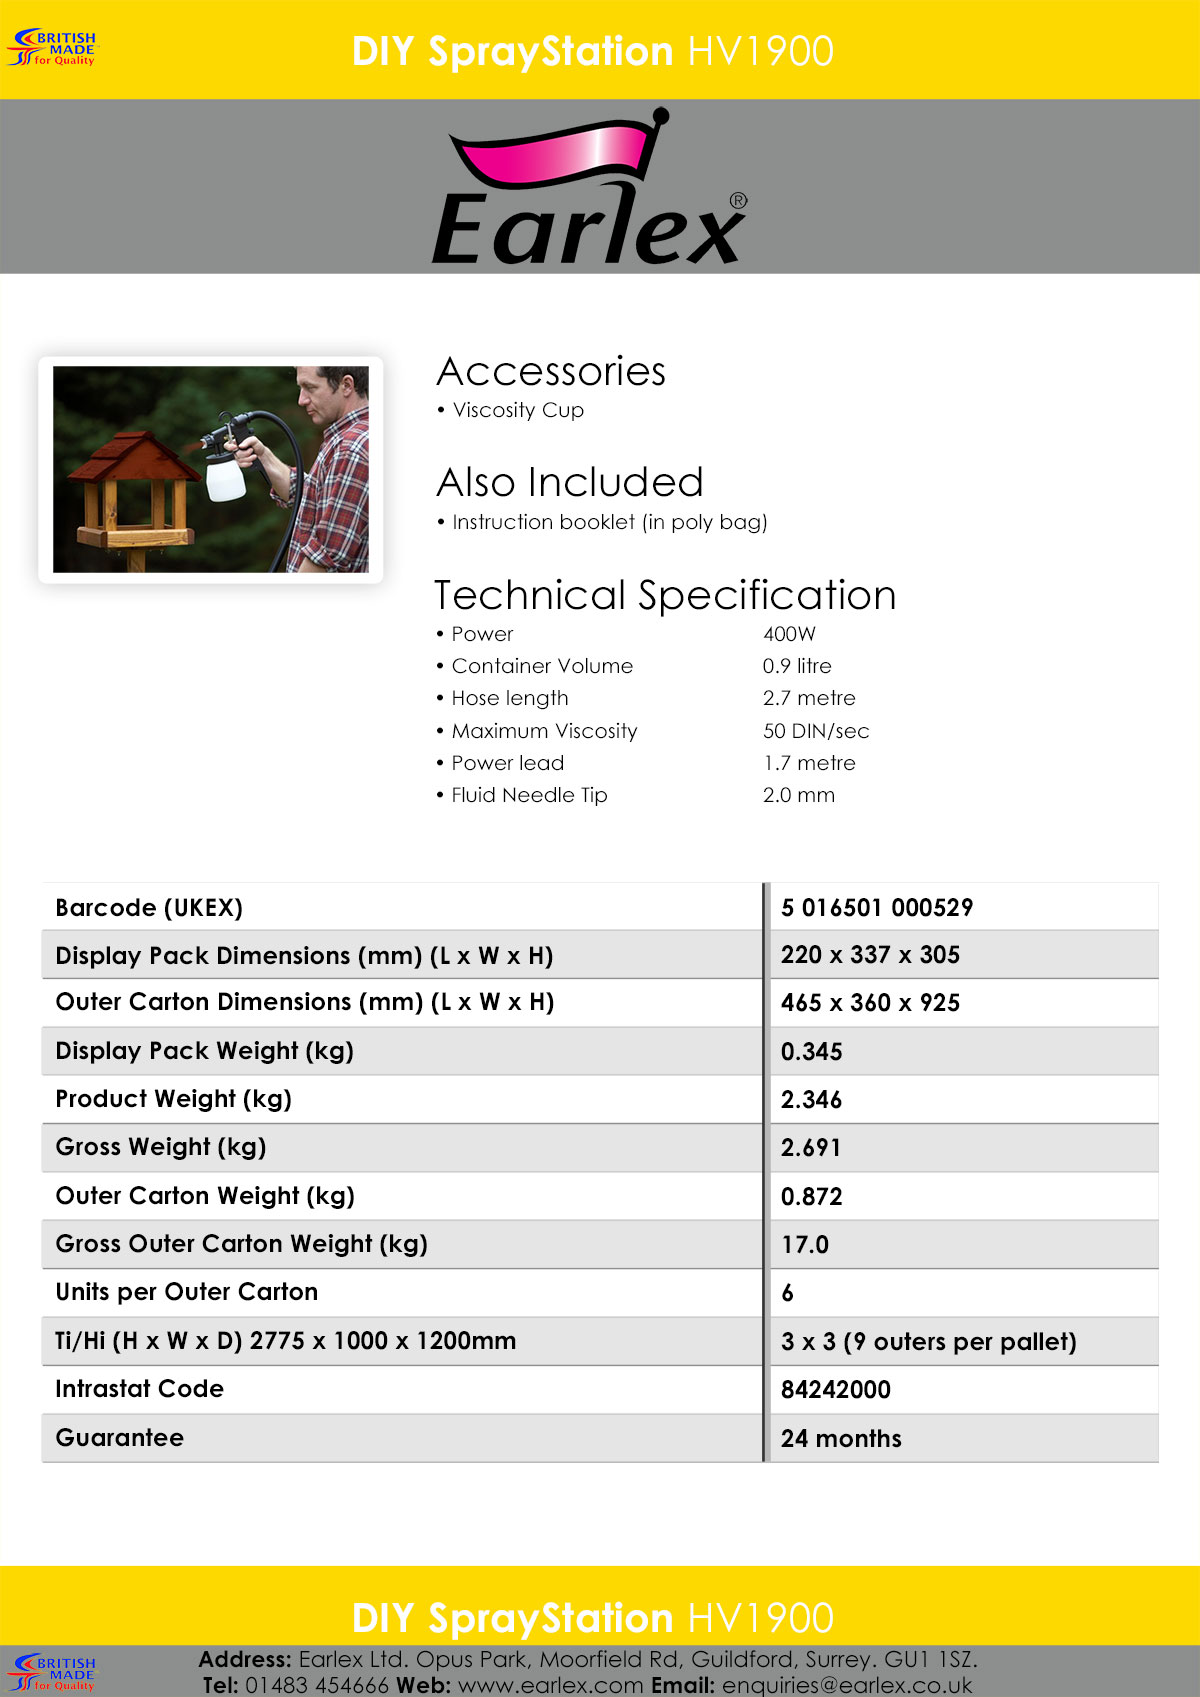 BRITISH
MADE
for Quality
DIY SprayStation HV1900
Earlex®
Accessories
• Viscosity Cup
Also Included
• Instruction booklet (in poly bag)
Technical Specification
• Power 400W
• Container Volume 0.9 litre
• Hose length 2.7 metre
• Maximum Viscosity 50 DIN/sec
• Power lead 1.7 metre
• Fluid Needle Tip 2.0 mm
Barcode (UKEX) 5 016501 000529
Display Pack Dimensions (mm) (L x W x H) 220 x 337 x 305
Outer Carton Dimensions (mm) (L x W x H) 465 x 360 x 925
Display Pack Weight (kg) 0.345
Product Weight (kg) 2.346
Gross Weight (kg) 2.691
Outer Carton Weight (kg) 0.872
Gross Outer Carton Weight (kg) 17.0
Units per Outer Carton 6
Ti/Hi (H x W x D) 2775 x 1000 x 1200mm 3 x 3 (9 outers per pallet)
Intrastat Code 84242000
Guarantee 24 months
DIY SprayStation HV1900
BRITISH
MADE
for Quality
Address: Earlex Ltd. Opus Park, Moorfield Rd, Guildford, Surrey. GU1 1SZ.
Tel: 01483 454666 Web: www.earlex.com Email: enquiries@earlex.co.uk